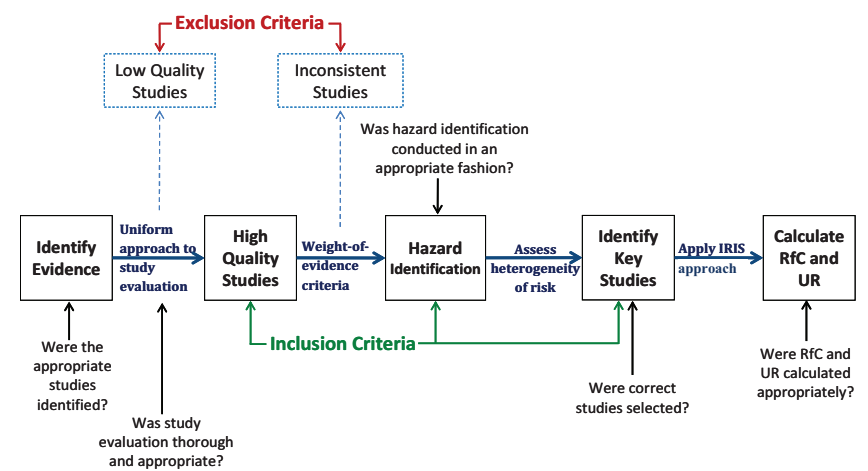 Exclusion Criteria
Low Quality
Studies
Inconsistent
Studies
Was hazard identification
conducted in an
appropriate fashion?
Identify
Evidence
Uniform
approach to
study
evaluation
High
Quality
Studies
Weight-of-
evidence
criteria
Hazard
Identification
Assess
heterogeneity
of risk
Identify
Key
Studies
Apply IRIS
approach
Calculate
RfC and
UR
Inclusion Criteria
Were the
appropriate
studies
identified?
Was study
evaluation thorough
and appropriate?
Were correct
studies selected?
Were RfC and
UR calculated
appropriately?